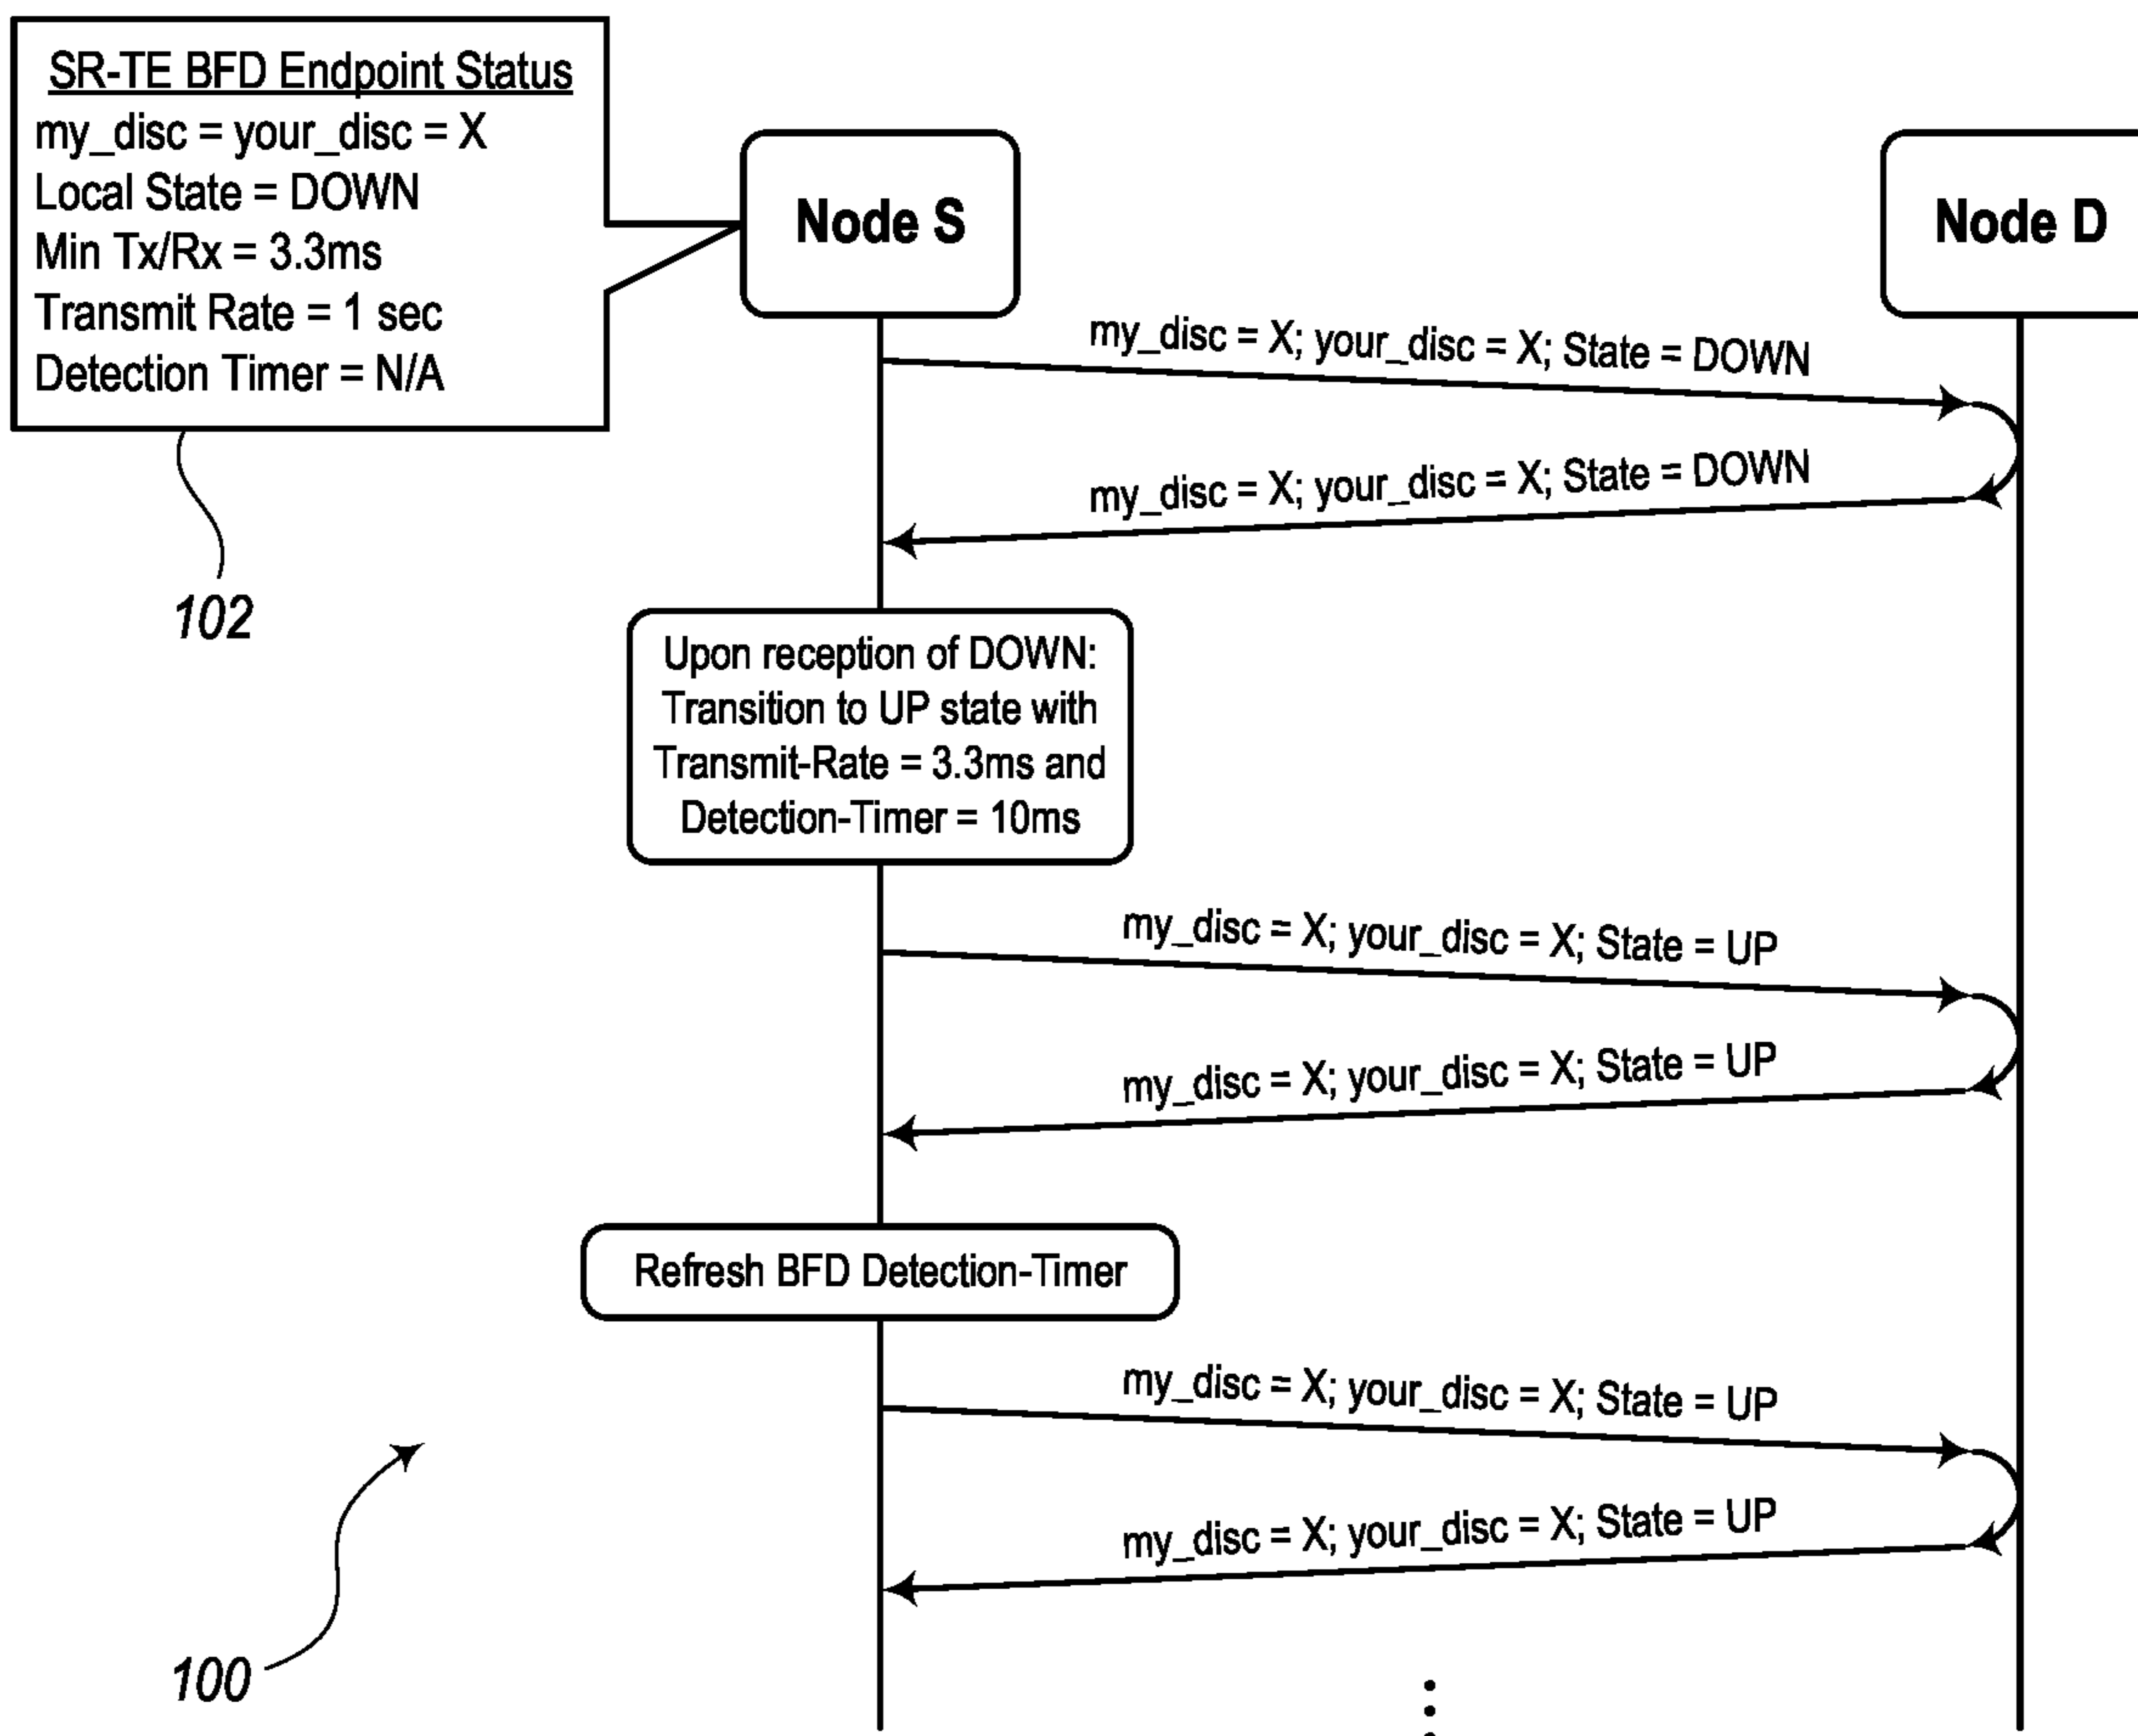 SR-TE BFD Endpoint Status
my_disc = your_disc = X
Local State = DOWN
Min Tx/Rx = 3.3ms
Transmit Rate = 1 sec
Detection Timer = N/A
102
Node S
Node D
my_disc = X; your_disc = X; State = DOWN
my_disc = X; your_disc = X; State = DOWN
Upon reception of DOWN:
Transition to UP state with
Transmit-Rate = 3.3ms and
Detection-Timer = 10ms
my_disc = X; your_disc = X; State = UP
my_disc = X; your_disc = X; State = UP
Refresh BFD Detection-Timer
my_disc = X; your_disc = X; State = UP
my_disc = X; your_disc = X; State = UP
100